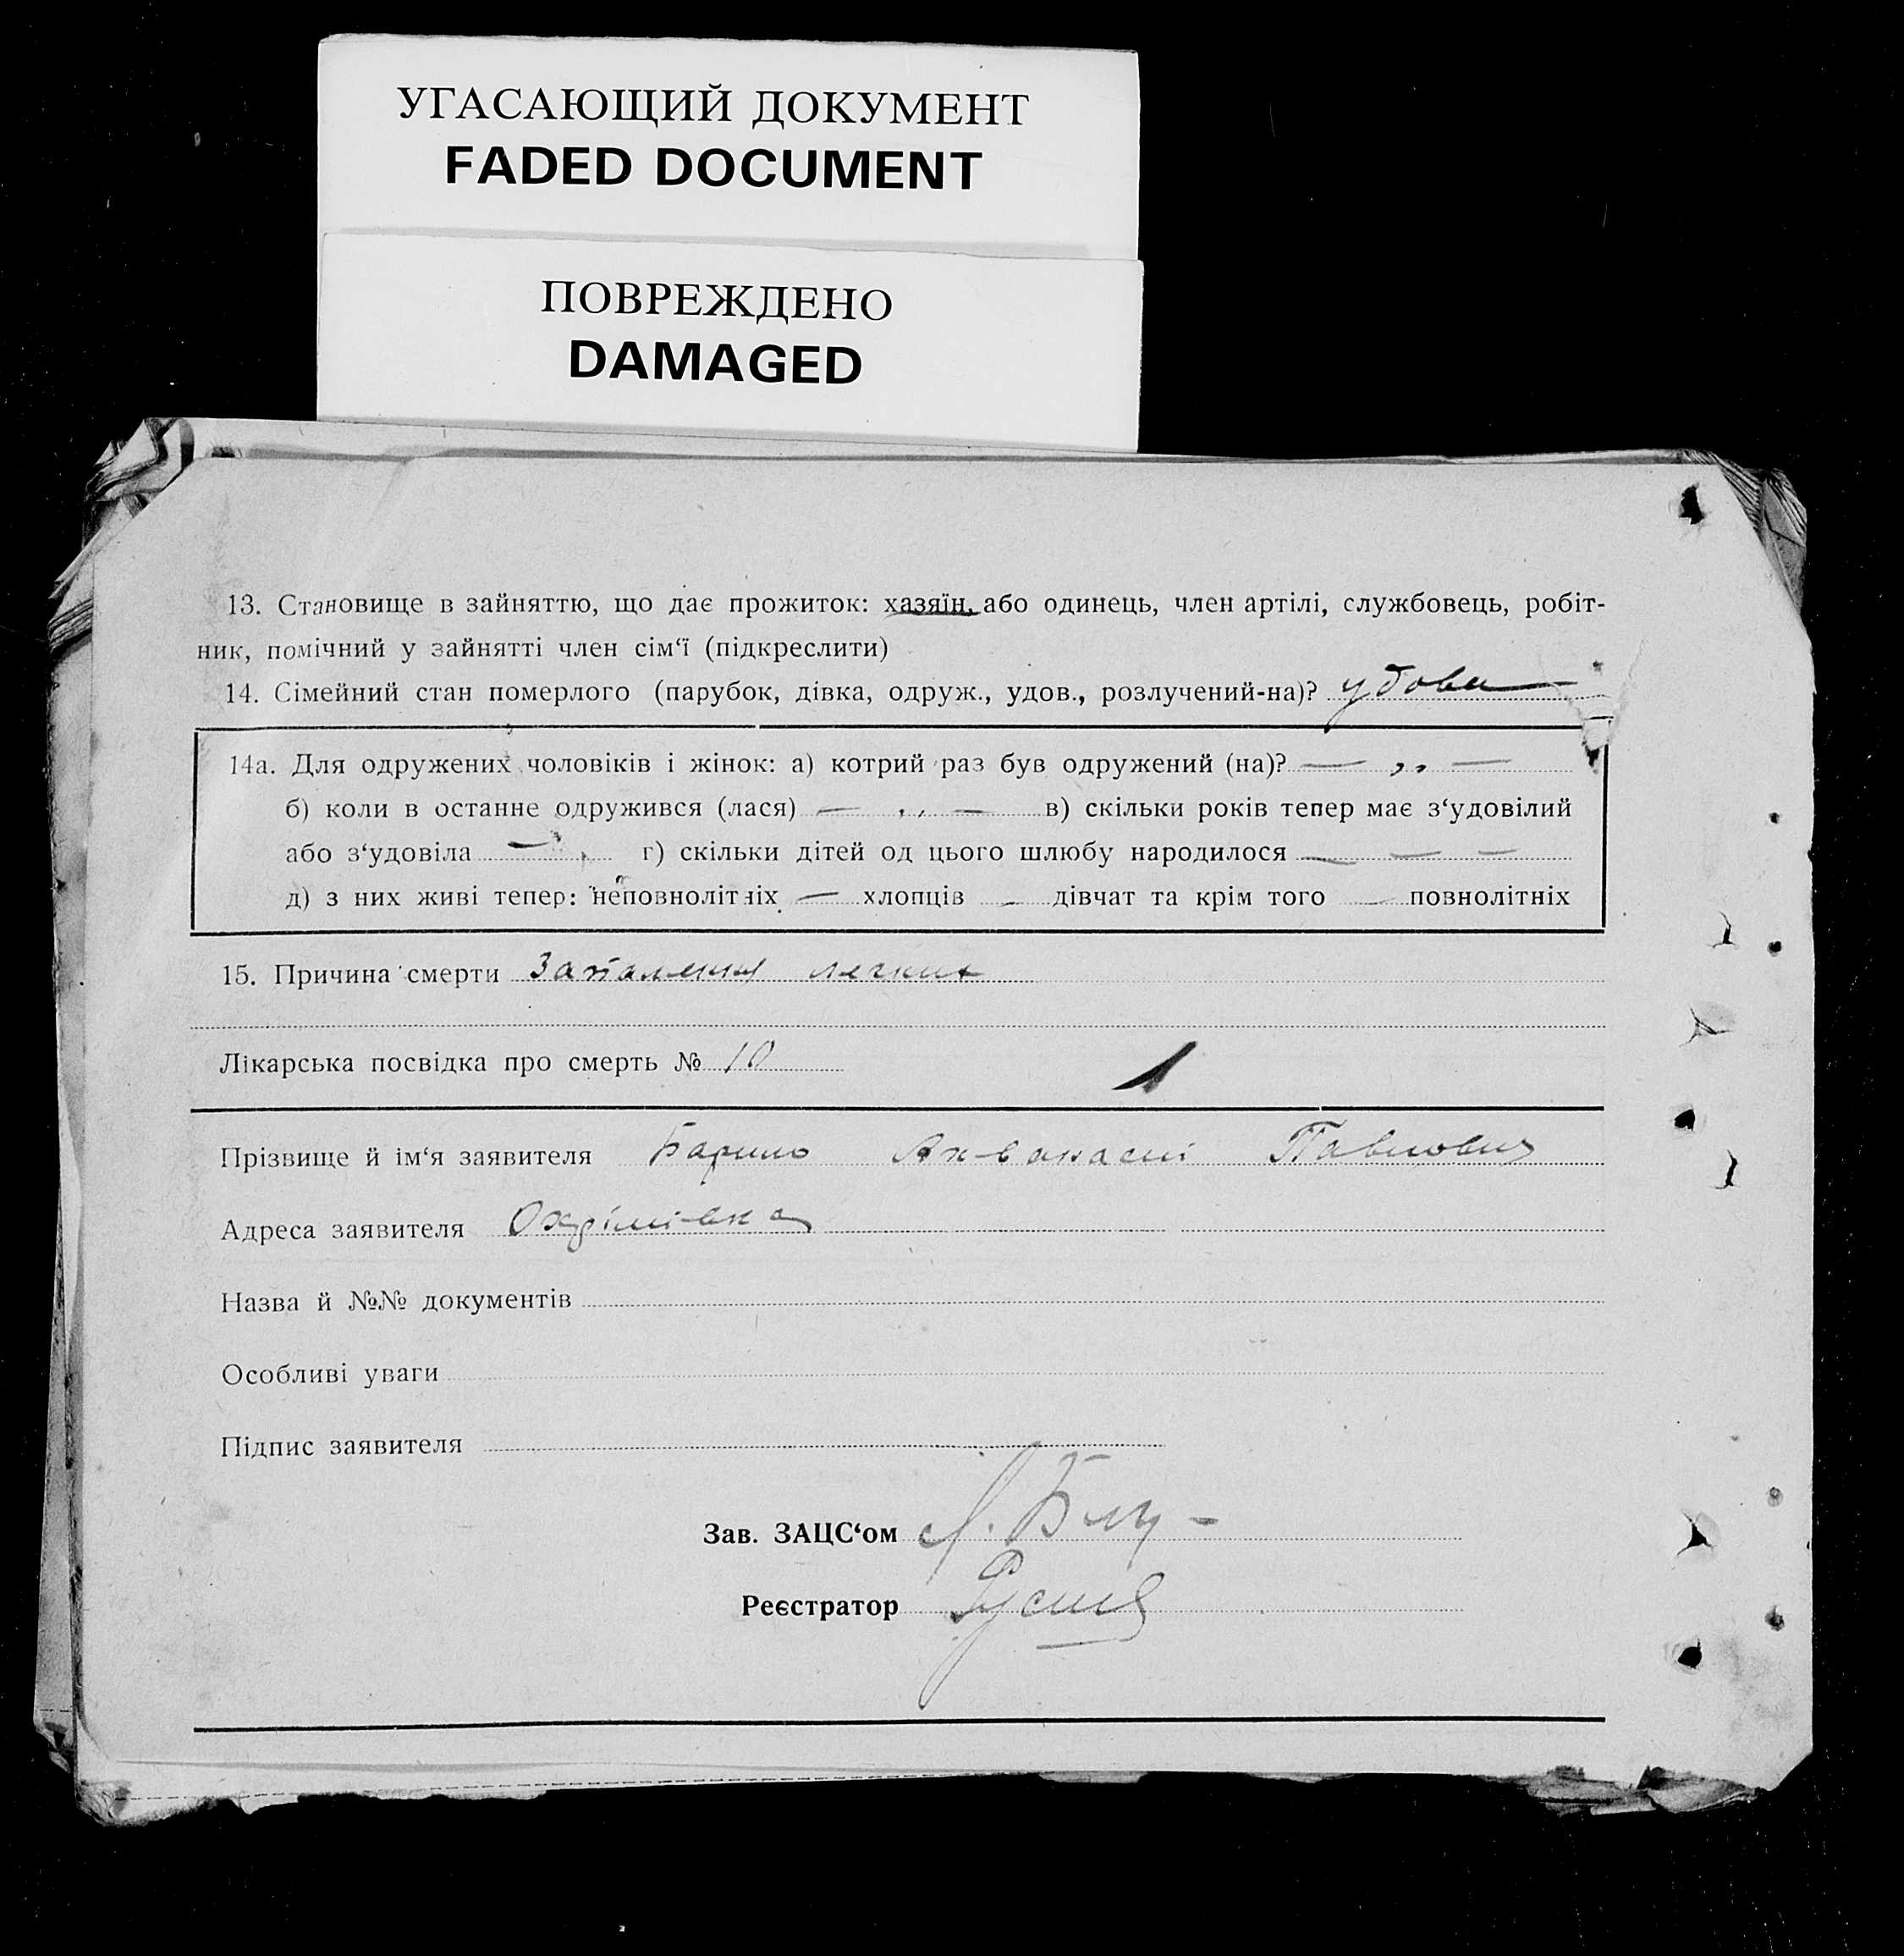 УГАСАЮЩИЙ ДОКУМЕНТ
FADED DOCUMENT
ПОВРЕЖДЕНО
DAMAGED
13. Становище в зайняттю, що дає прожиток: хазяїн, або одинець, член артілі, службовець, робіт-
ник, помічний у зайнятті член сім‘ї (підкреслити)
14. Сімейний стан померлого (парубок, дівка, одруж., удов., розлучений-на)? удова
14а. Для одружених чоловіків і жінок: а) котрий раз був одружений (на)? — „ —
б) коли в останне одружився (лася) — „ — в) скільки років тепер має з‘удовілий
або з‘удовіла — г) скільки дітей од цього шлюбу народилося — — —
д) з них живі тепер: неповнолітніх — хлопців — дівчат та крім того — повнолітніх
15. Причина смерти Запалення легких
Лікарська посвідка про смерть № 10
1
Прізвище й ім‘я заявителя Павлович
Адреса заявителя Охрімівка
Назва й №№ документів
Особливі уваги
Підпис заявителя
Зав. ЗАЦС‘ом
Реєстратор